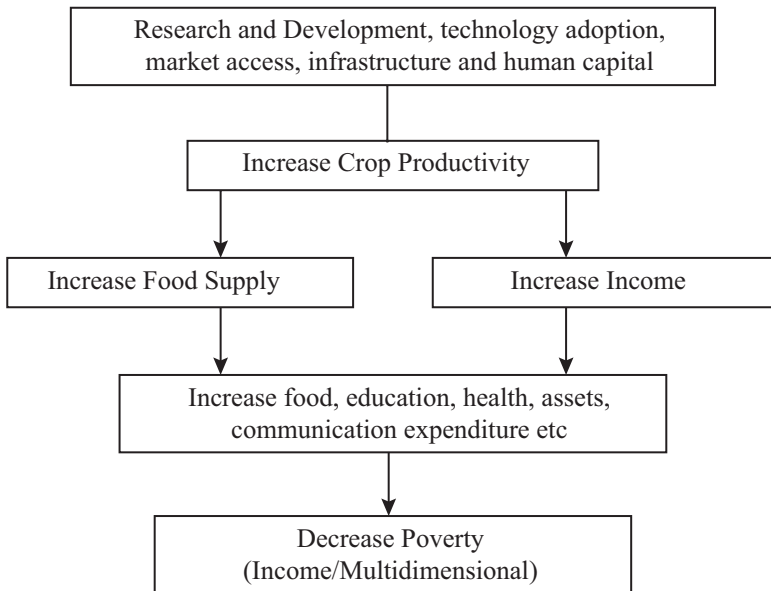 Research and Development, technology adoption,
market access, infrastructure and human capital
Increase Crop Productivity
Increase Food Supply
Increase Income
Increase food, education, health, assets,
communication expenditure etc
Decrease Poverty
(Income/Multidimensional)